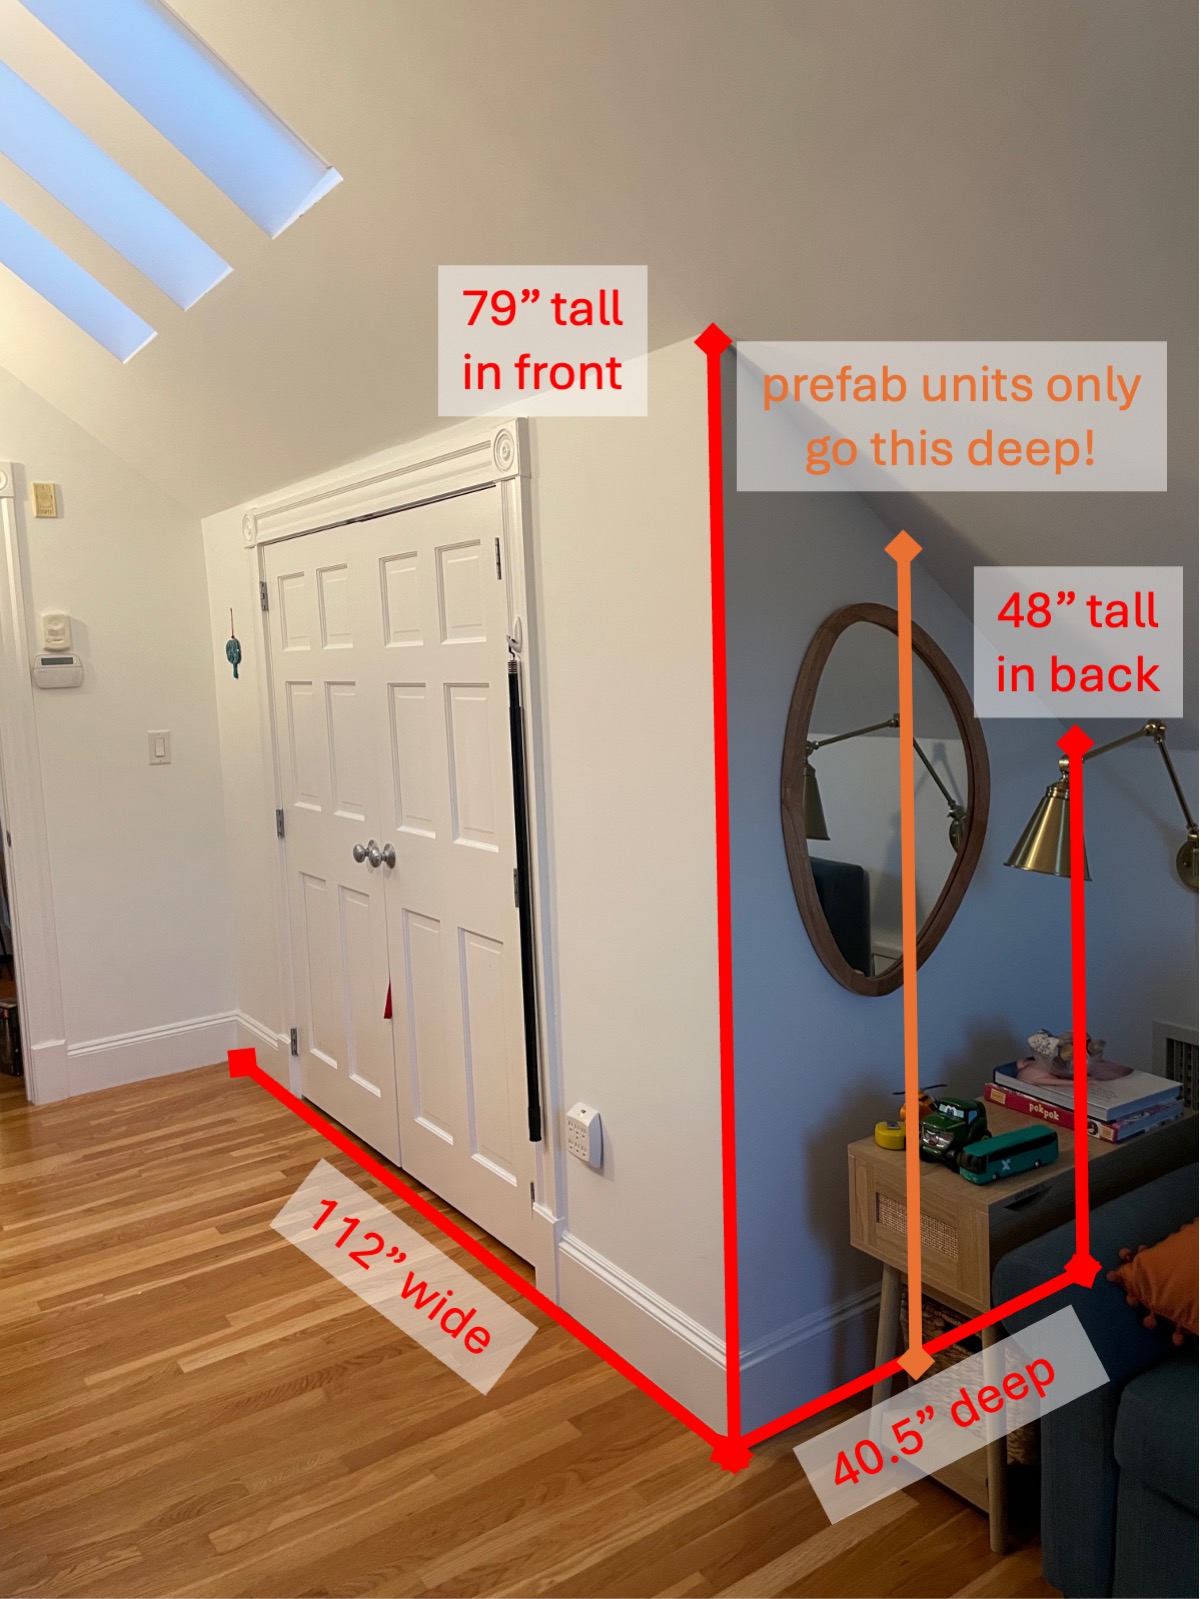 79” tall
in front
prefab units only
go this deep!
48” tall
in back
pokpok
112” wide
40.5” deep